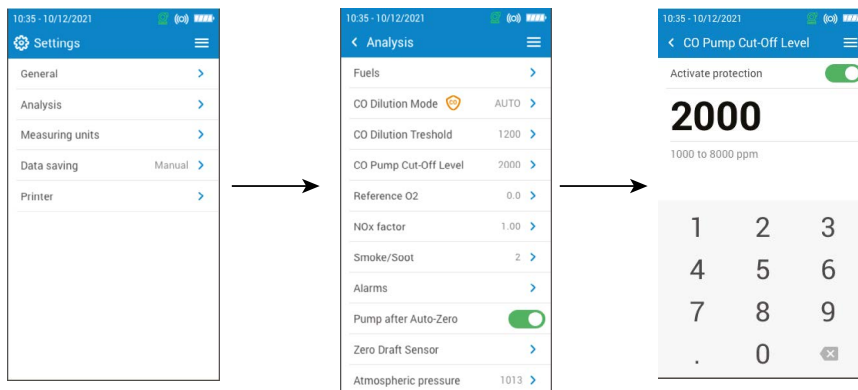 10:35 - 10/12/2021
Settings
General
Analysis
Measuring units
Data saving Manual
Printer
10:35 - 10/12/2021
Analysis
Fuels
CO Dilution Mode CO AUTO
CO Dilution Treshold 1200
CO Pump Cut-Off Level 2000
Reference O2 0.0
NOx factor 1.00
Smoke/Soot 2
Alarms
Pump after Auto-Zero
Zero Draft Sensor
Atmospheric pressure 1013
10:35 - 10/12/2021
CO Pump Cut-Off Level
Activate protection
2000
1000 to 8000 ppm
1 2 3
4 5 6
7 8 9
. 0